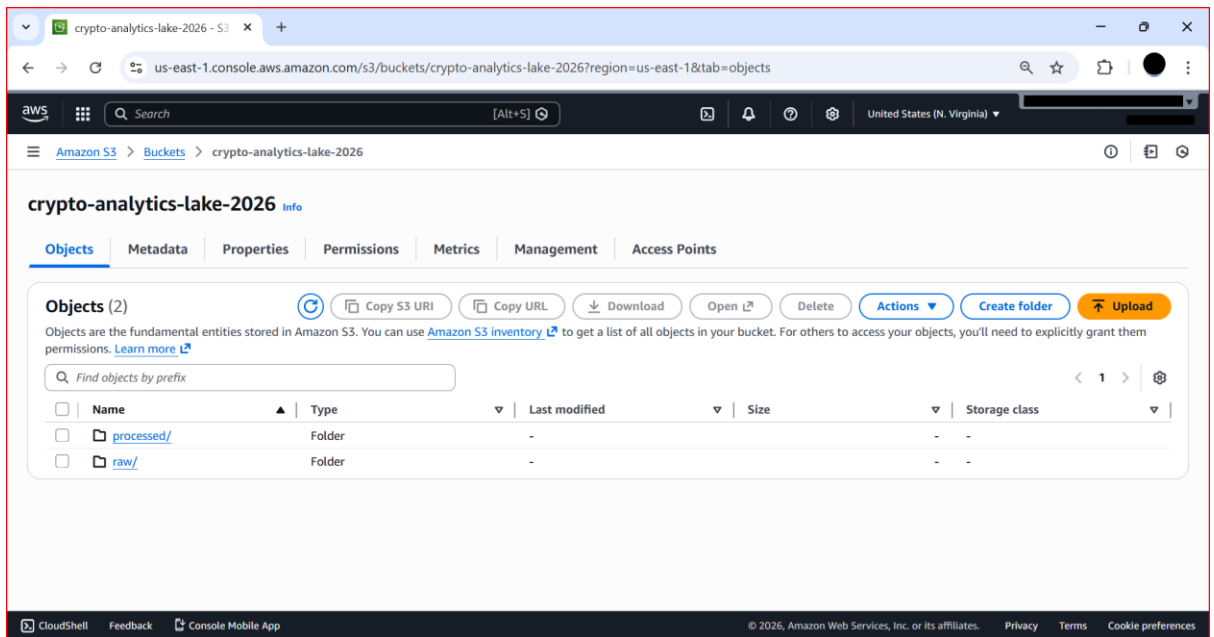 crypto-analytics-lake-2026 - S3
us-east-1.console.aws.amazon.com/s3/buckets/crypto-analytics-lake-2026?region=us-east-1&tab=objects
aws Search [Alt+S] United States (N. Virginia)
Amazon S3 > Buckets > crypto-analytics-lake-2026
crypto-analytics-lake-2026 Info
Objects Metadata Properties Permissions Metrics Management Access Points
Objects (2) Copy S3 URI Copy URL Download Open Delete Actions Create folder Upload
Objects are the fundamental entities stored in Amazon S3. You can use Amazon S3 inventory to get a list of all objects in your bucket. For others to access your objects, you'll need to explicitly grant them
permissions. Learn more
Find objects by prefix 1
Name Type Last modified Size Storage class
processed/ Folder - - -
raw/ Folder - - -
CloudShell Feedback Console Mobile App © 2026, Amazon Web Services, Inc. or its affiliates. Privacy Terms Cookie preferences